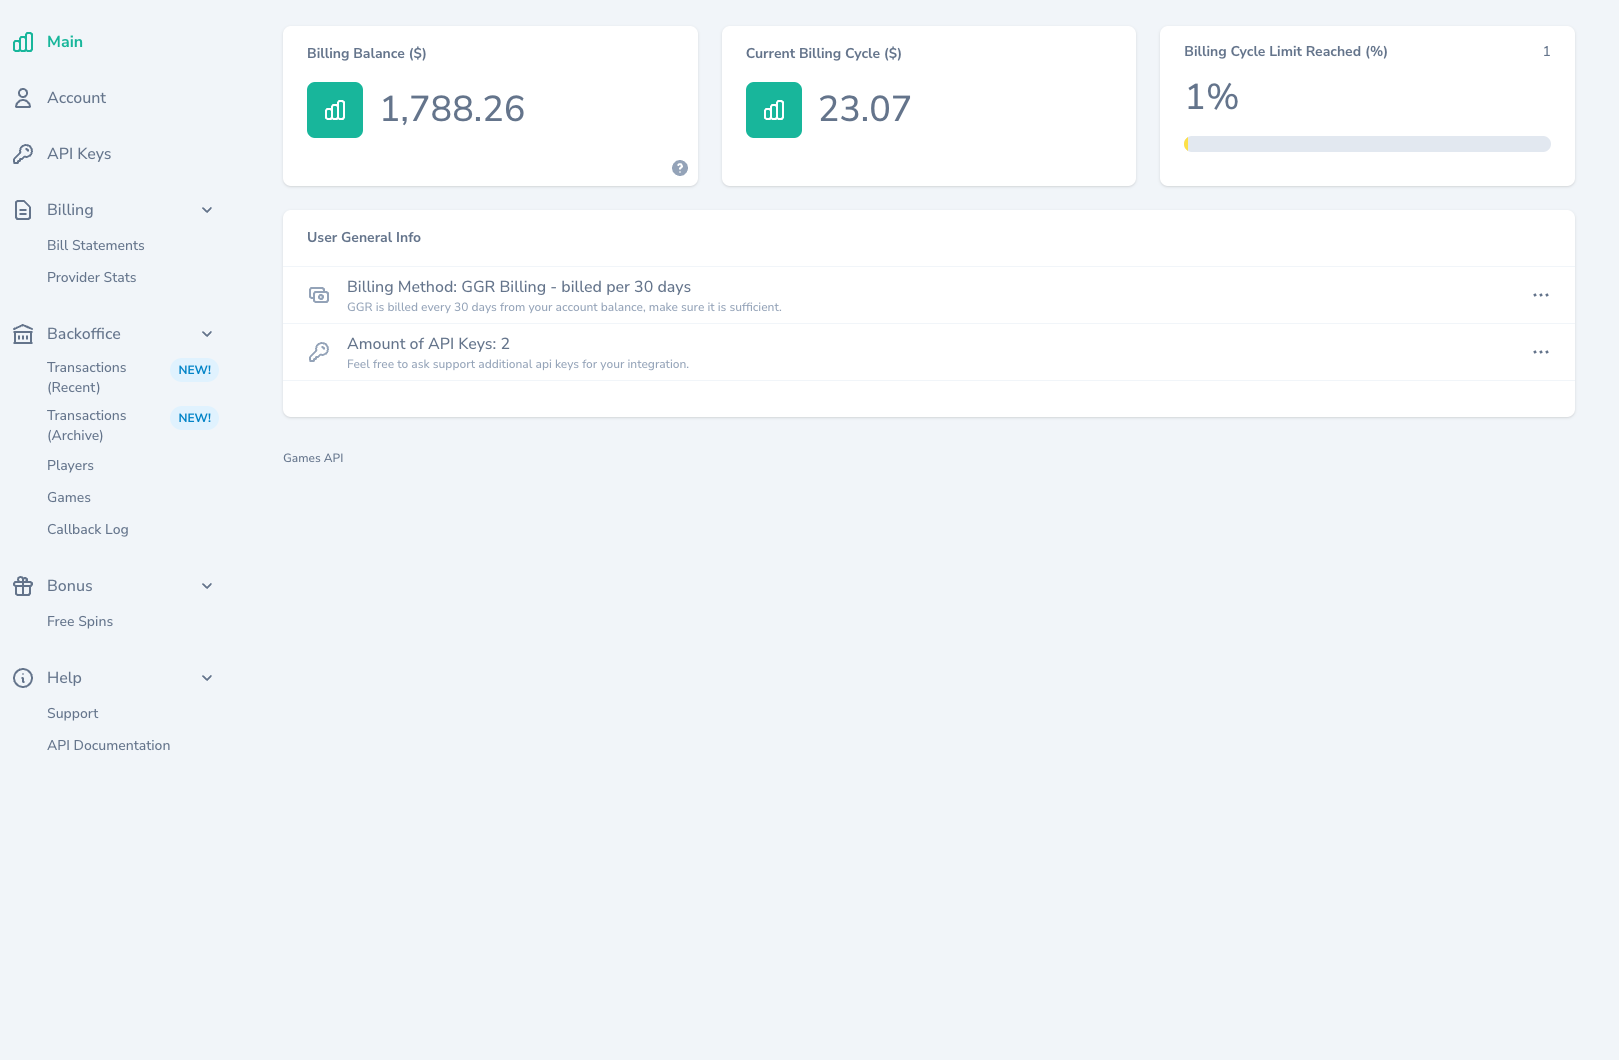 Main
Account
API Keys
Billing
Bill Statements
Provider Stats
Backoffice
Transactions
(Recent)
NEW!
Transactions
(Archive)
NEW!
Players
Games
Callback Log
Bonus
Free Spins
Help
Support
API Documentation
Billing Balance ($)
1,788.26
?
Current Billing Cycle ($)
23.07
Billing Cycle Limit Reached (%)
1
1%
User General Info
Billing Method: GGR Billing - billed per 30 days
GGR is billed every 30 days from your account balance, make sure it is sufficient.
Amount of API Keys: 2
Feel free to ask support additional api keys for your integration.
Games API